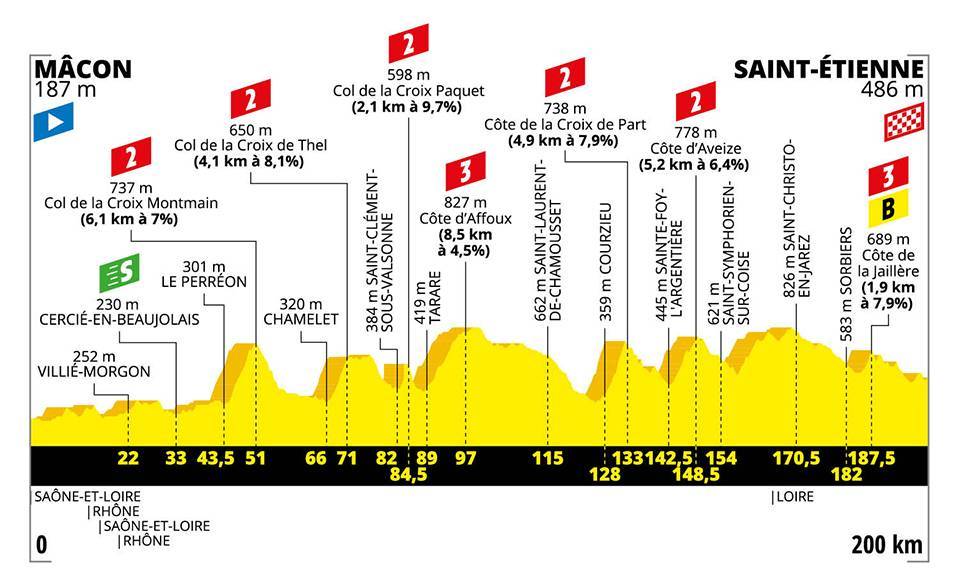 MÂCON
187 m
SAINT-ÉTIENNE
486 m
2
598 m
Col de la Croix Paquet
(2,1 km à 9,7%)
2
650 m
Col de la Croix de Thel
(4,1 km à 8,1%)
2
738 m
Côte de la Croix de Part
(4,9 km à 7,9%)
2
778 m
Côte d'Aveize
(5,2 km à 6,4%)
2
737 m
Col de la Croix Montmain
(6,1 km à 7%)
3
827 m
Côte d'Affoux
(8,5 km
à 4,5%)
3
B
689 m
Côte de
la Jaillère
(1,9 km
à 7,9%)
S
230 m
CERCIÉ-EN-BEAUJOLAIS
252 m
VILLIÉ-MORGON
301 m
LE PERRÉON
320 m
CHAMELET
384 m SAINT-CLÉMENT-
SOUS-VALSONNE
419 m
TARARE
662 m SAINT-LAURENT-
DE-CHAMOUSSET
359 m COURZIEU
445 m SAINTE-FOY-
L'ARGENTIÈRE
621 m
SAINT-SYMPHORIEN-
SUR-COISE
826 m SAINT-CHRISTO-
EN-JAREZ
583 m SORBIERS
22 33 43,5 51 66 71 82 89 97 115 133 142,5 154 170,5 187,5
84,5 128 148,5 182
|SAÔNE-ET-LOIRE
|RHÔNE
|SAÔNE-ET-LOIRE
|RHÔNE
|LOIRE
0
200 km